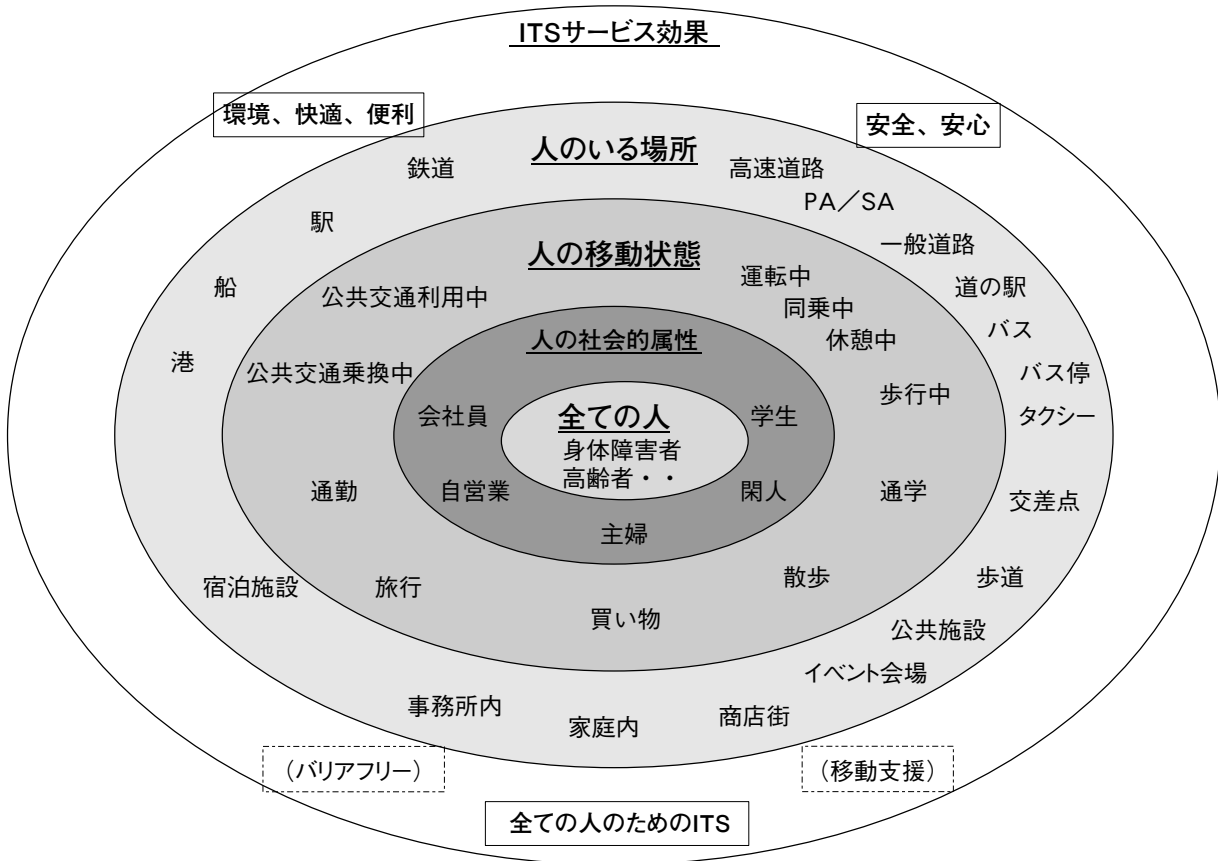 ITSサービス効果
環境、快適、便利
安全、安心
人のいる場所
鉄道
高速道路
PA／SA
駅
一般道路
人の移動状態
運転中
船
公共交通利用中
道の駅
同乗中
バス
休憩中
人の社会的属性
港
公共交通乗換中
バス停
歩行中
会社員
全ての人
学生
タクシー
身体障害者
高齢者・・
通勤
自営業
閑人
通学
交差点
主婦
宿泊施設
旅行
散歩
歩道
買い物
公共施設
イベント会場
事務所内
家庭内
商店街
（バリアフリー）
（移動支援）
全ての人のためのITS